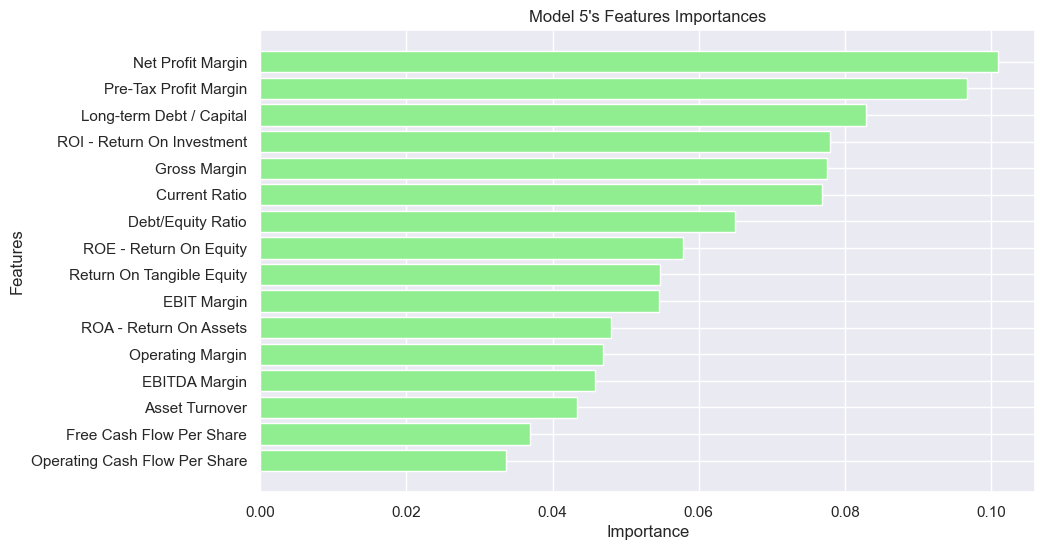 Model 5's Features Importances
Features
Net Profit Margin
Pre-Tax Profit Margin
Long-term Debt / Capital
ROI - Return On Investment
Gross Margin
Current Ratio
Debt/Equity Ratio
ROE - Return On Equity
Return On Tangible Equity
EBIT Margin
ROA - Return On Assets
Operating Margin
EBITDA Margin
Asset Turnover
Free Cash Flow Per Share
Operating Cash Flow Per Share
0.00 0.02 0.04 0.06 0.08 0.10
Importance